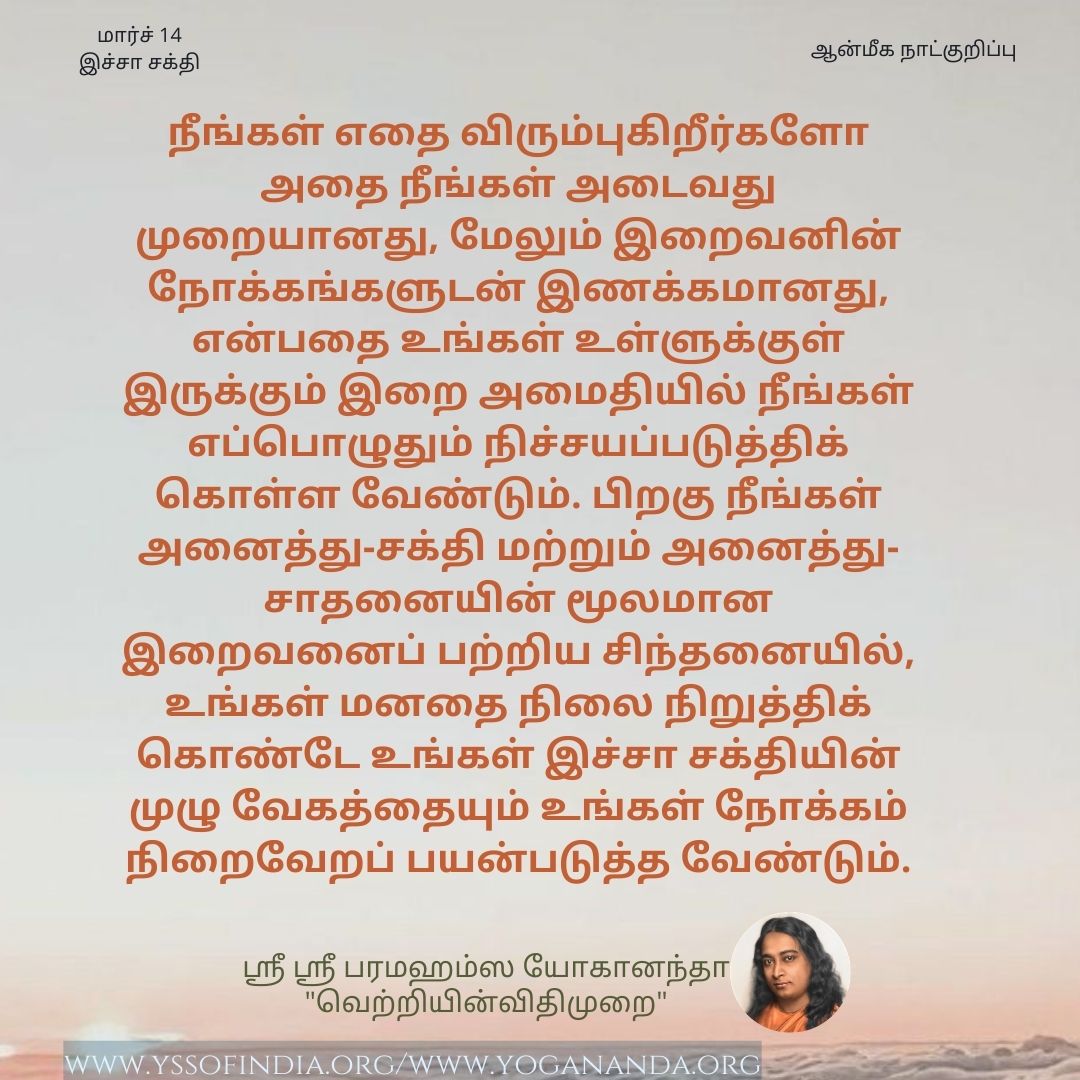 மார்ச் 14
இச்சா சக்தி
ஆன்மீக நாட்குறிப்பு
நீங்கள் எதை விரும்புகிறீர்களோ
அதை நீங்கள் அடைவது
முறையானது, மேலும் இறைவனின்
நோக்கங்களுடன் இணக்கமானது,
என்பதை உங்கள் உள்ளுக்குள்
இருக்கும் இறை அமைதியில் நீங்கள்
எப்பொழுதும் நிச்சயப்படுத்திக்
கொள்ள வேண்டும். பிறகு நீங்கள்
அனைத்து-சக்தி மற்றும் அனைத்து-
சாதனையின் மூலமான
இறைவனைப் பற்றிய சிந்தனையில்,
உங்கள் மனதை நிலை நிறுத்திக்
கொண்டே உங்கள் இச்சா சக்தியின்
முழு வேகத்தையும் உங்கள் நோக்கம்
நிறைவேறப் பயன்படுத்த வேண்டும்.
ஸ்ரீ ஸ்ரீ பரமஹம்ஸ யோகானந்தா
"வெற்றியின்விதிமுறை"
WWW.YSSOFINDIA.ORG/WWW.YOGANANDA.ORG